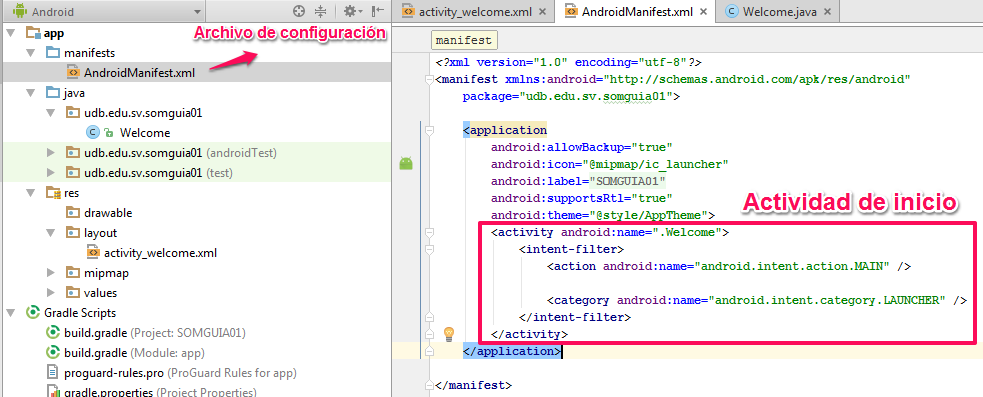 Android
app
Archivo de configuración
manifests
AndroidManifest.xml
java
udb.edu.sv.somguia01
Welcome
udb.edu.sv.somguia01 (androidTest)
udb.edu.sv.somguia01 (test)
res
drawable
layout
activity_welcome.xml
mipmap
values
Gradle Scripts
build.gradle (Project: SOMGUIA01)
build.gradle (Module: app)
proguard-rules.pro (ProGuard Rules for app)
gradle.properties (Project Properties)
activity_welcome.xml
AndroidManifest.xml
Welcome.java
manifest
<?xml version="1.0" encoding="utf-8"?>
<manifest xmlns:android="http://schemas.android.com/apk/res/android"
package="udb.edu.sv.somguia01">
<application
android:allowBackup="true"
android:icon="@mipmap/ic_launcher"
android:label="SOMGUIA01"
android:supportsRtl="true"
android:theme="@style/AppTheme">
Actividad de inicio
<activity android:name=".Welcome">
<intent-filter>
<action android:name="android.intent.action.MAIN" />
<category android:name="android.intent.category.LAUNCHER" />
</intent-filter>
</activity>
</application>
</manifest>